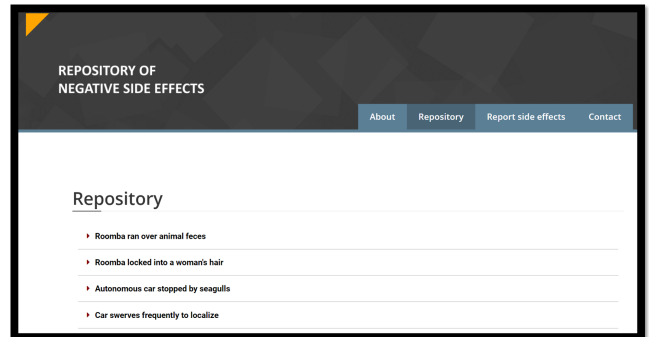 REPOSITORY OF
NEGATIVE SIDE EFFECTS
About Repository Report side effects Contact
Repository
Roomba ran over animal feces
Roomba locked into a woman's hair
Autonomous car stopped by seagulls
Car swerves frequently to localize